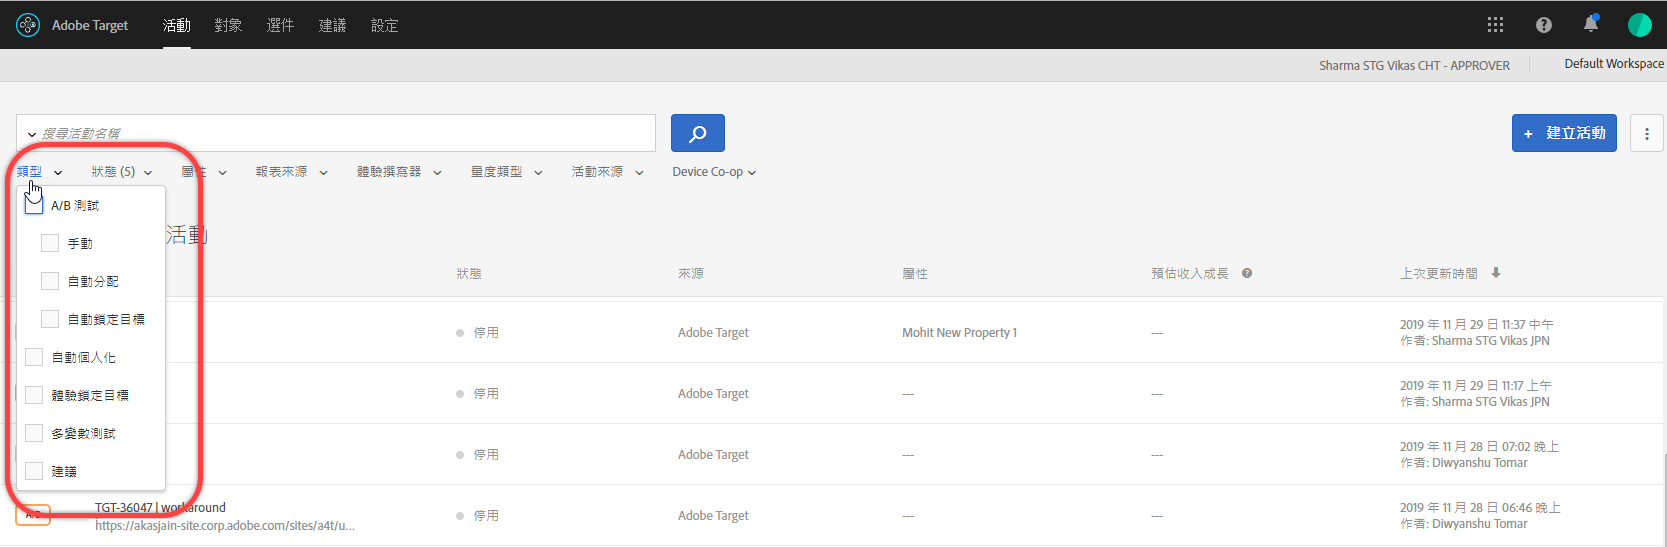 Adobe Target 活動 對象 選件 建議 設定
Sharma STG Vikas CHT - APPROVER Default Workspace
搜尋活動名稱
+ 建立活動
類型 狀態 (5) 屬性 報表來源 體驗撰寫器 量度類型 活動來源 Device Co-op
A/B 測試
手動
自動分配
自動鎖定目標
自動個人化
體驗鎖定目標
多變數測試
建議
活動
狀態 來源 屬性 預估收入成長 上次更新時間
停用 Adobe Target Mohit New Property 1 --- 2019 年 11 月 29 日 11:37 中午
作者: Sharma STG Vikas JPN
停用 Adobe Target --- --- 2019 年 11 月 29 日 11:17 上午
作者: Sharma STG Vikas JPN
停用 Adobe Target --- --- 2019 年 11 月 28 日 07:02 晚上
作者: Diwyanshu Tomar
TGT-36047 | workaround
https://akasjain-site.corp.adobe.com/sites/a4t/u...
停用 Adobe Target --- --- 2019 年 11 月 28 日 06:46 晚上
作者: Diwyanshu Tomar